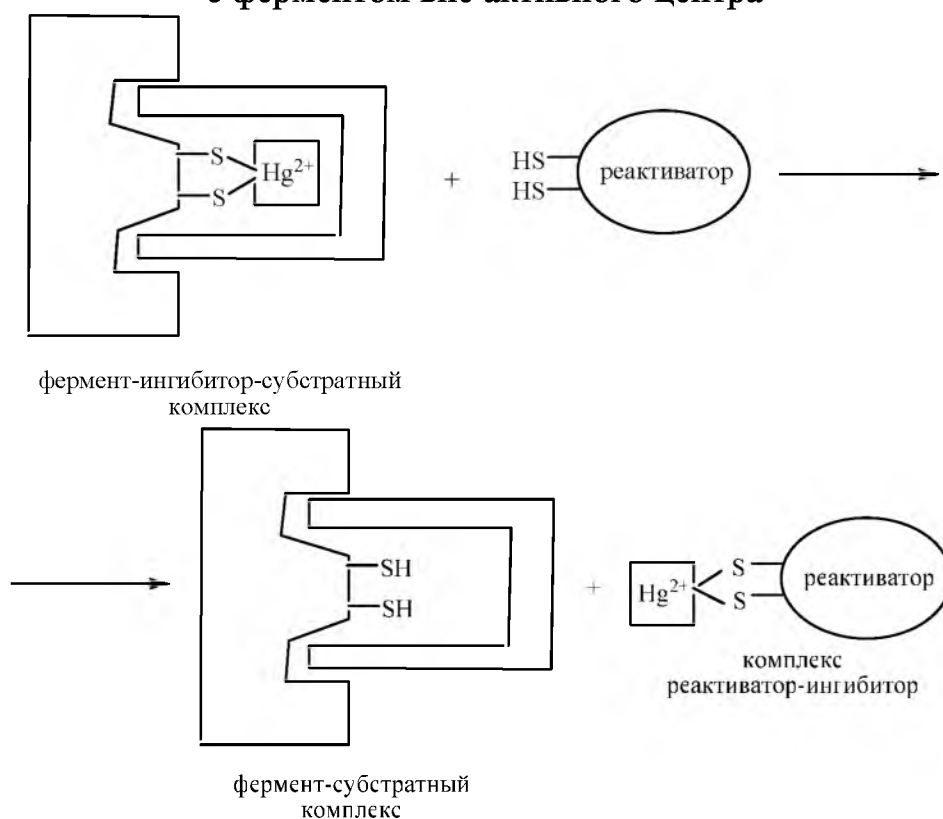 с ферментом вне активного центра
S
Hg²⁺
S
+
HS
HS
реактиватор
фермент-ингибитор-субстратный
комплекс
SH
SH
+
Hg²⁺
S
S
реактиватор
комплекс
реактиватор-ингибитор
фермент-субстратный
комплекс